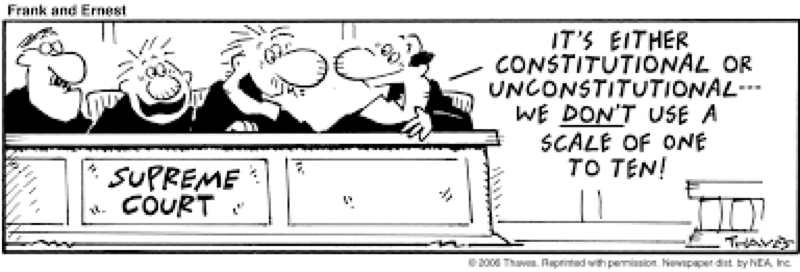 Frank and Ernest
IT'S EITHER
CONSTITUTIONAL OR
UNCONSTITUTIONAL---
WE DON'T USE A
SCALE OF ONE
TO TEN!
SUPREME
COURT
THAVES
© 2006 Thaves. Reprinted with permission. Newspaper dist. by NEA, Inc.